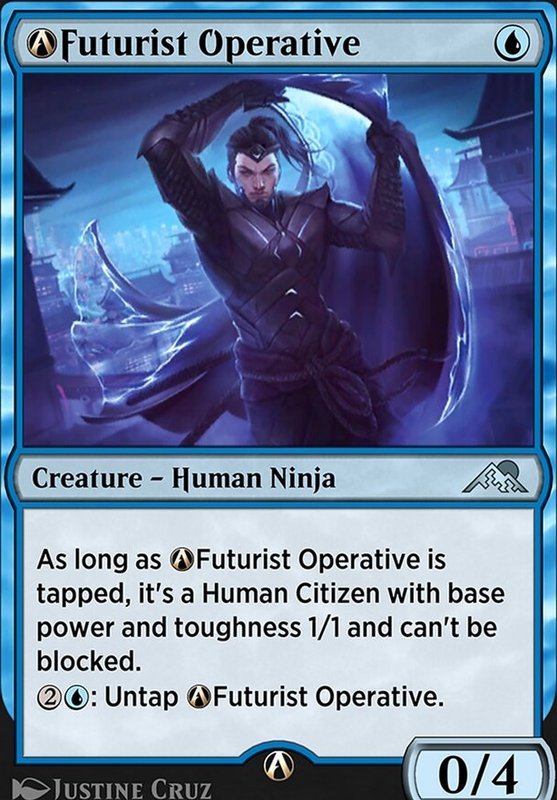 Futurist Operative
Creature – Human Ninja
As long as Futurist Operative is
tapped, it's a Human Citizen with base
power and toughness 1/1 and can't be
blocked.
2: Untap Futurist Operative.
0/4
Justine Cruz